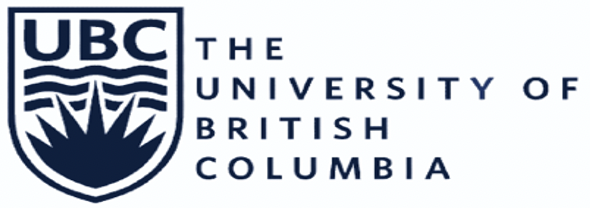 UBC
THE
UNIVERSITY OF
BRITISH
COLUMBIA